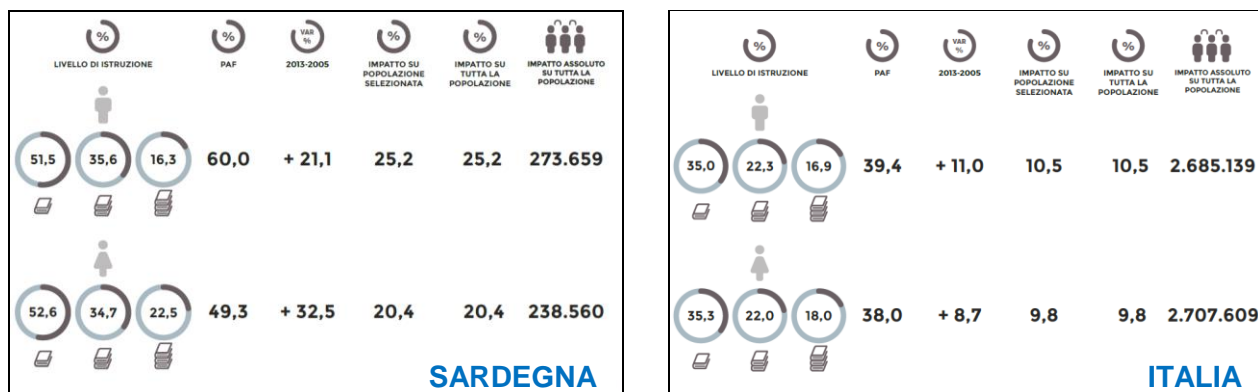 % % VAR % % %
LIVELLO DI ISTRUZIONE PAF 2013-2005 IMPATTO SU POPOLAZIONE SELEZIONATA IMPATTO SU TUTTA LA POPOLAZIONE IMPATTO ASSOLUTO SU TUTTA LA POPOLAZIONE
51,5 35,6 16,3 60,0 + 21,1 25,2 25,2 273.659
52,6 34,7 22,5 49,3 + 32,5 20,4 20,4 238.560
SARDEGNA
% % VAR % % %
LIVELLO DI ISTRUZIONE PAF 2013-2005 IMPATTO SU POPOLAZIONE SELEZIONATA IMPATTO SU TUTTA LA POPOLAZIONE IMPATTO ASSOLUTO SU TUTTA LA POPOLAZIONE
35,0 22,3 16,9 39,4 + 11,0 10,5 10,5 2.685.139
35,3 22,0 18,0 38,0 + 8,7 9,8 9,8 2.707.609
ITALIA